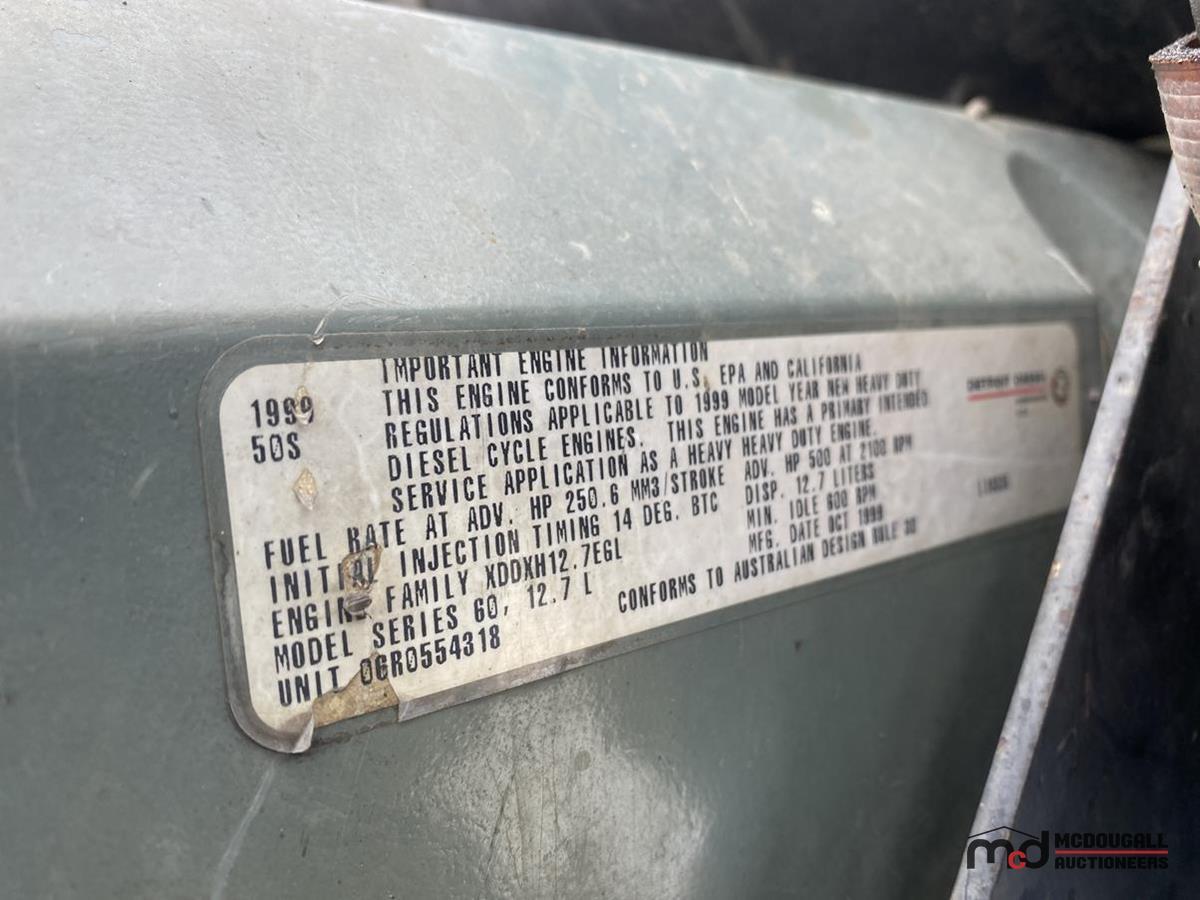 1999
50S
IMPORTANT ENGINE INFORMATION
THIS ENGINE CONFORMS TO U.S. EPA AND CALIFORNIA
REGULATIONS APPLICABLE TO 1999 MODEL YEAR NEW HEAVY DUTY
DIESEL CYCLE ENGINES. THIS ENGINE HAS A PRIMARY INTENDED
SERVICE APPLICATION AS A HEAVY HEAVY DUTY ENGINE.
FUEL RATE AT ADV. HP 250.6 MM3/STROKE ADV. HP 500 AT 2100 RPM
INITIAL INJECTION TIMING 14 DEG. BTC DISP. 12.7 LITERS
ENGINE FAMILY XDDXH12.7EGL MIN. IDLE 600 RPM
MODEL SERIES 60, 12.7 L MFG. DATE OCT 1999
UNIT 06R0554318 CONFORMS TO AUSTRALIAN DESIGN RULE 30
DETROIT DIESEL
mcd MCDOUGALL
AUCTIONEERS